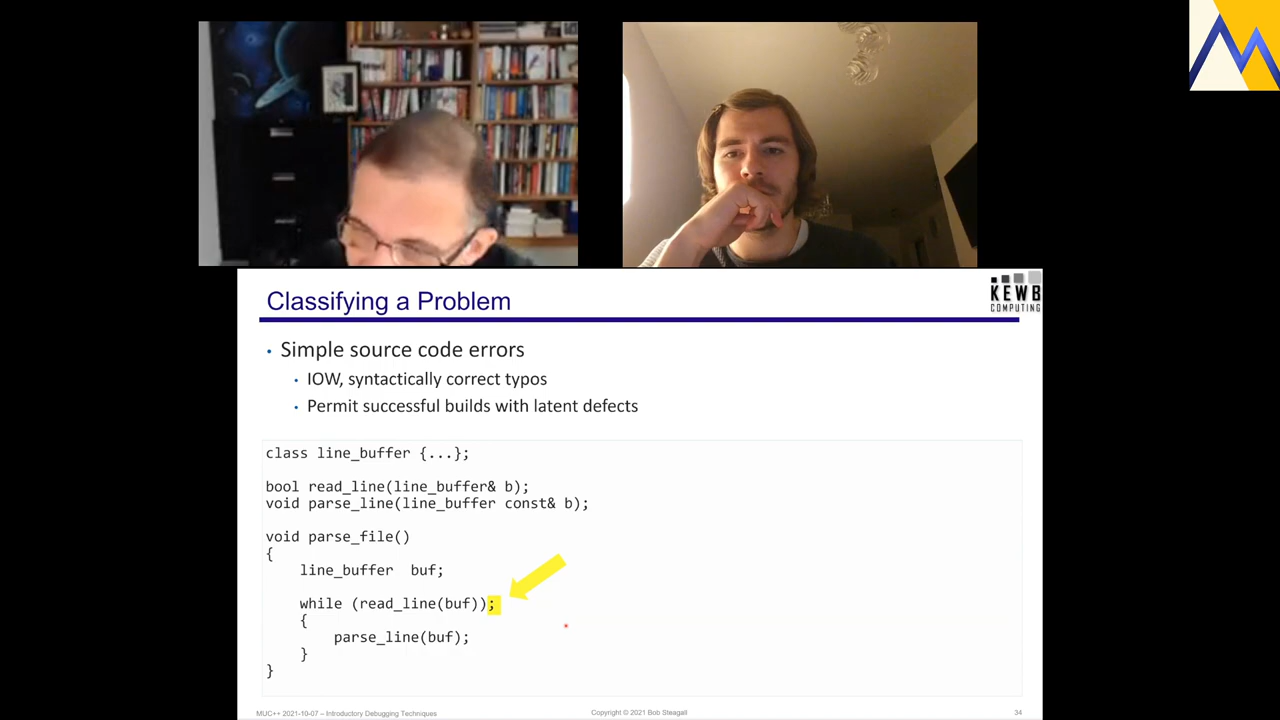 KEWB
COMPUTING
Classifying a Problem
• Simple source code errors
• IOW, syntactically correct typos
• Permit successful builds with latent defects
class line_buffer {...};
bool read_line(line_buffer& b);
void parse_line(line_buffer const& b);
void parse_file()
{
line_buffer  buf;
while (read_line(buf));
{
parse_line(buf);
}
}
MUC++ 2021-10-07 – Introductory Debugging Techniques
Copyright © 2021 Bob Steagall
34